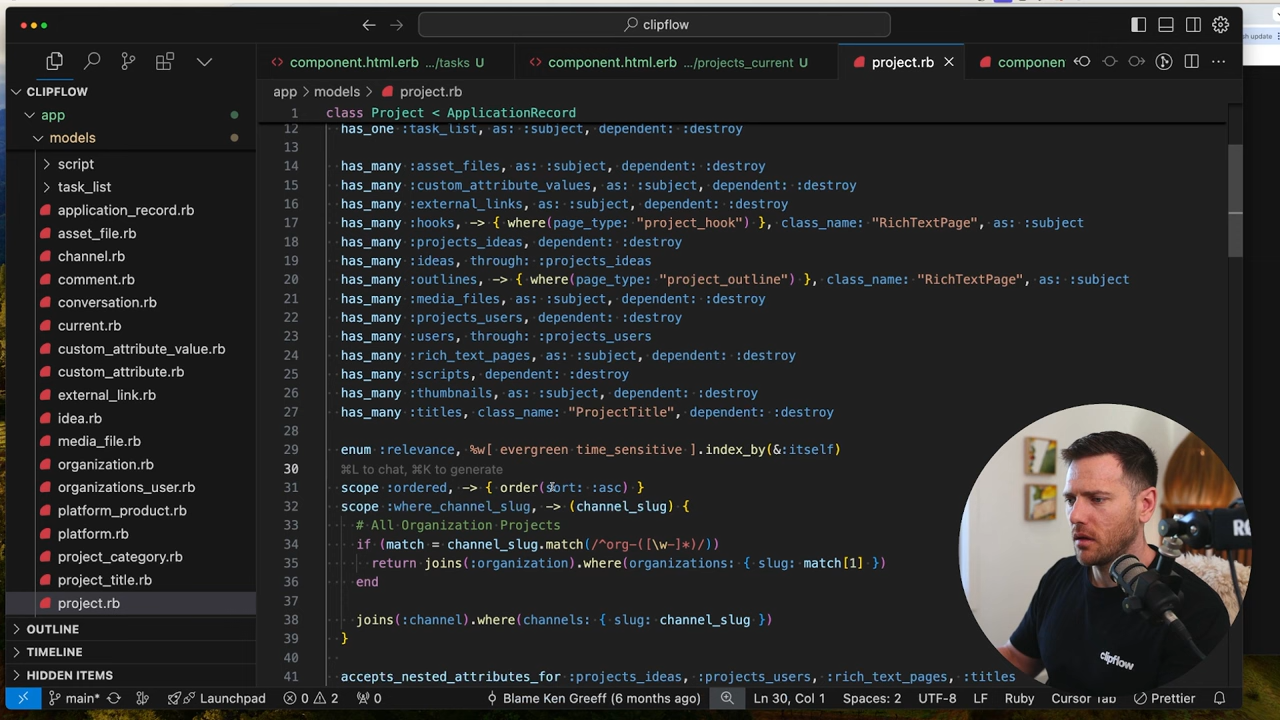 clipflow
component.html.erb .../tasks U
component.html.erb .../projects_current U
project.rb
componen
CLIPFLOW
app
models
script
task_list
application_record.rb
asset_file.rb
channel.rb
comment.rb
conversation.rb
current.rb
custom_attribute_value.rb
custom_attribute.rb
external_link.rb
idea.rb
media_file.rb
organization.rb
organizations_user.rb
platform_product.rb
platform.rb
project_category.rb
project_title.rb
project.rb
OUTLINE
TIMELINE
HIDDEN ITEMS
app > models > project.rb
1 class Project < ApplicationRecord
12 has_one :task_list, as: :subject, dependent: :destroy
13
14 has_many :asset_files, as: :subject, dependent: :destroy
15 has_many :custom_attribute_values, as: :subject, dependent: :destroy
16 has_many :external_links, as: :subject, dependent: :destroy
17 has_many :hooks, -> { where(page_type: "project_hook") }, class_name: "RichTextPage", as: :subject
18 has_many :projects_ideas, dependent: :destroy
19 has_many :ideas, through: :projects_ideas
20 has_many :outlines, -> { where(page_type: "project_outline") }, class_name: "RichTextPage", as: :subject
21 has_many :media_files, as: :subject, dependent: :destroy
22 has_many :projects_users, dependent: :destroy
23 has_many :users, through: :projects_users
24 has_many :rich_text_pages, as: :subject, dependent: :destroy
25 has_many :scripts, dependent: :destroy
26 has_many :thumbnails, as: :subject, dependent: :destroy
27 has_many :titles, class_name: "ProjectTitle", dependent: :destroy
28
29 enum :relevance, %w[ evergreen time_sensitive ].index_by(&:itself)
30 ⌘L to chat, ⌘K to generate
31 scope :ordered, -> { order(sort: :asc) }
32 scope :where_channel_slug, -> (channel_slug) {
33 # All Organization Projects
34 if (match = channel_slug.match(/^org-([\w-]*)/))
35 return joins(:organization).where(organizations: { slug: match[1] })
36 end
37
38 joins(:channel).where(channels: { slug: channel_slug })
39 }
40
41 accepts_nested_attributes_for :projects_ideas, :projects_users, :rich_text_pages, :titles
clipflow
main* Launchpad 0 2 0 Blame Ken Greeff (6 months ago) Ln 30, Col 1 Spaces: 2 UTF-8 LF Ruby Cursor Tab Prettier